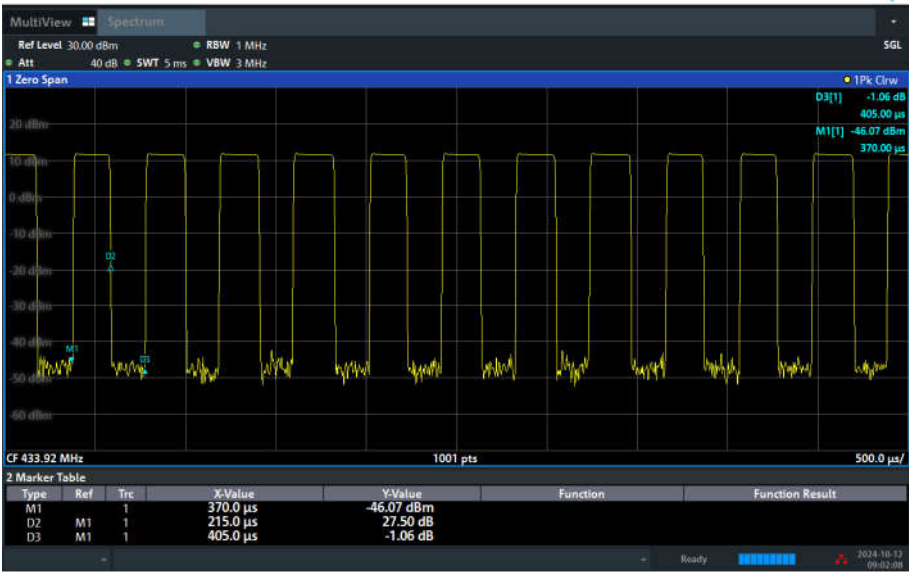 MultiView Spectrum
Ref Level 30.00 dBm RBW 1 MHz SGL
Att 40 dB SWT 5 ms VBW 3 MHz
1 Zero Span 1Pk Clrw
D3[1] -1.06 dB
405.00 µs
M1[1] -46.07 dBm
370.00 µs
20 dBm
10 dBm
0 dBm
-10 dBm
D2
-20 dBm
-30 dBm
-40 dBm
M1
D3
-50 dBm
-60 dBm
CF 433.92 MHz 1001 pts 500.0 µs/
2 Marker Table
Type Ref Trc X-Value Y-Value Function Function Result
M1 1 370.0 µs -46.07 dBm
D2 M1 1 215.0 µs 27.50 dB
D3 M1 1 405.0 µs -1.06 dB
Ready 2024-10-12
09:02:08